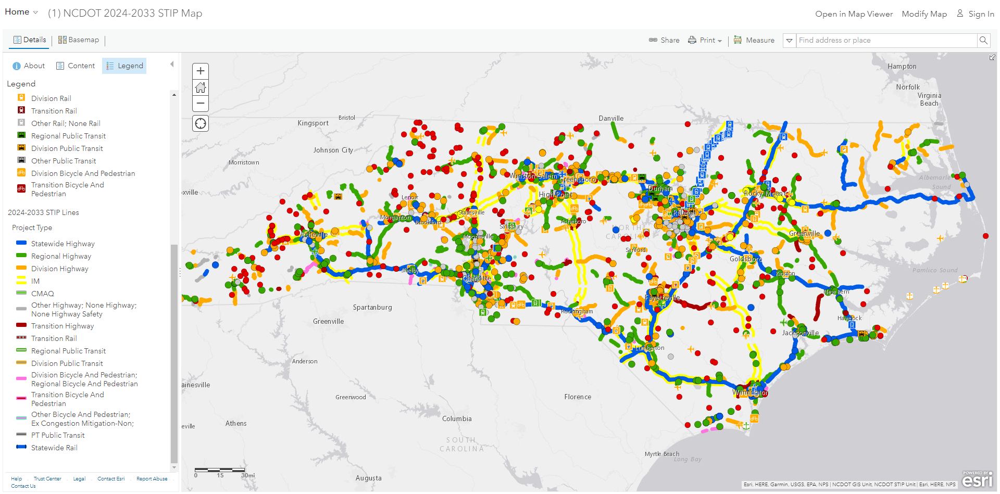 Home
(1) NCDOT 2024-2033 STIP Map
Open in Map Viewer
Modify Map
Sign In
Details
Basemap
Share
Print
Measure
Find address or place
About
Content
Legend
Legend
Division Rail
Transition Rail
Other Rail; None Rail
Regional Public Transit
Division Public Transit
Other Public Transit
Division Bicycle And Pedestrian
Transition Bicycle And
Pedestrian
2024-2033 STIP Lines
Project Type
Statewide Highway
Regional Highway
Division Highway
IM
CMAQ
Other Highway; None Highway;
None Highway Safety
Transition Highway
Transition Rail
Regional Public Transit
Division Public Transit
Division Bicycle And Pedestrian;
Regional Bicycle And Pedestrian
Transition Bicycle And
Pedestrian
Other Bicycle And Pedestrian;
Ex Congestion Mitigation-Non;
PT Public Transit
Statewide Rail
Help
Trust Center
Legal
Contact Esri
Report Abuse
Contact Us
+
−
Hampton
Norfolk
Virginia
Beach
Danville
Bristol
Kingsport
Johnson City
Morristown
oxville
Albemarle
Sound
Winston-Salem
Greensboro
High Point
Durham
Rocky Mount
Lenoir
Morganton
Brookford
Statesville
Raleigh
Asheboro
Salisbury
NORTH
CAROLINA
Asheville
Mooresville
Greenville
Sanford
Goldsboro
Shelby
Charlotte
Kinston
Pamlico Sound
New Bern
Fayetteville
Spartanburg
Rockingham
Havelock
Greenville
Jacksonville
Lumberton
Anderson
ainesville
Greenwood
Florence
Wilmington
Columbia
Athens
eville
SOUTH
CAROLINA
Myrtle Beach
Long Bay
Augusta
0 15 30mi
POWERED BY
esri
Esri, HERE, Garmin, USGS, EPA, NPS | NCDOT GIS Unit, NCDOT STIP Unit | Esri, HERE, NPS